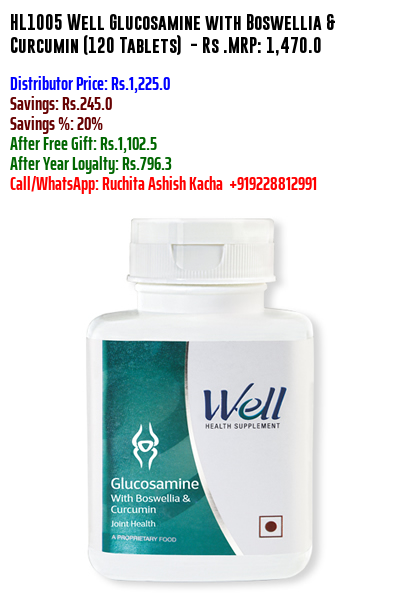 HL1005 Well Glucosamine with Boswellia &
Curcumin (120 Tablets) - Rs .MRP: 1,470.0
Distributor Price: Rs.1,225.0
Savings: Rs.245.0
Savings %: 20%
After Free Gift: Rs.1,102.5
After Year Loyalty: Rs.796.3
Call/WhatsApp: Ruchita Ashish Kacha +919228812991
Well
HEALTH SUPPLEMENT
Glucosamine
With Boswellia &
Curcumin
Joint Health
A PROPRIETARY FOOD